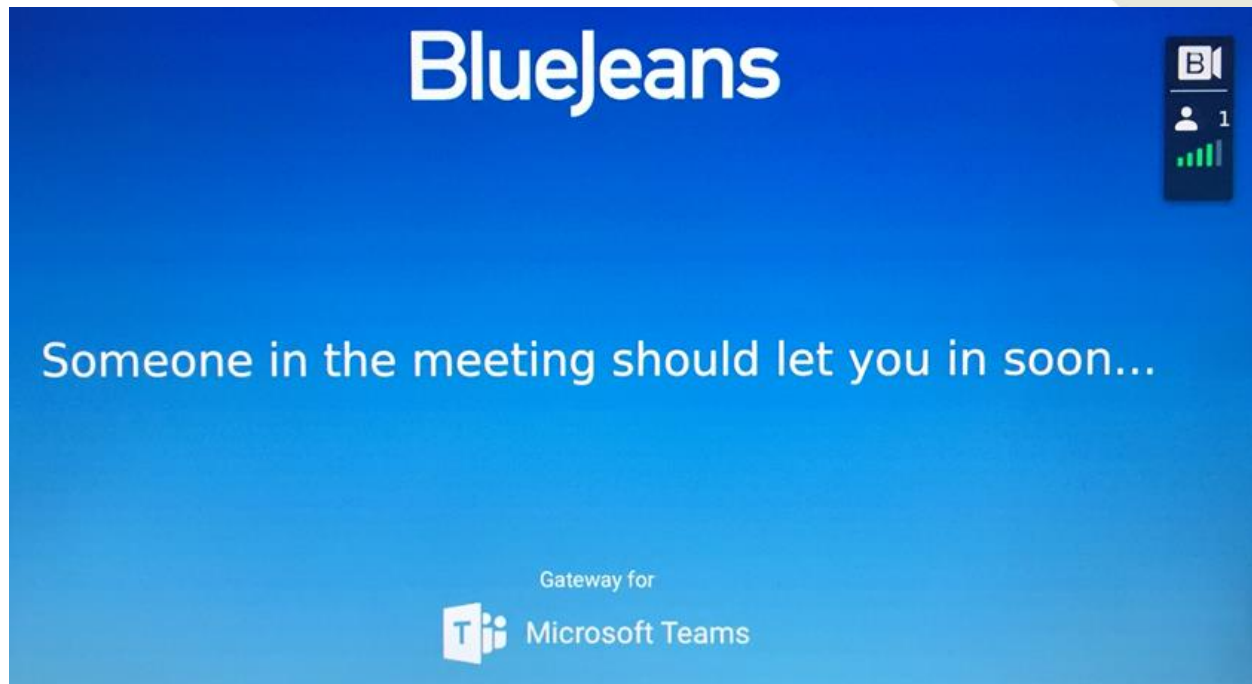 BlueJeans
B
1
Someone in the meeting should let you in soon...
Gateway for
T Microsoft Teams